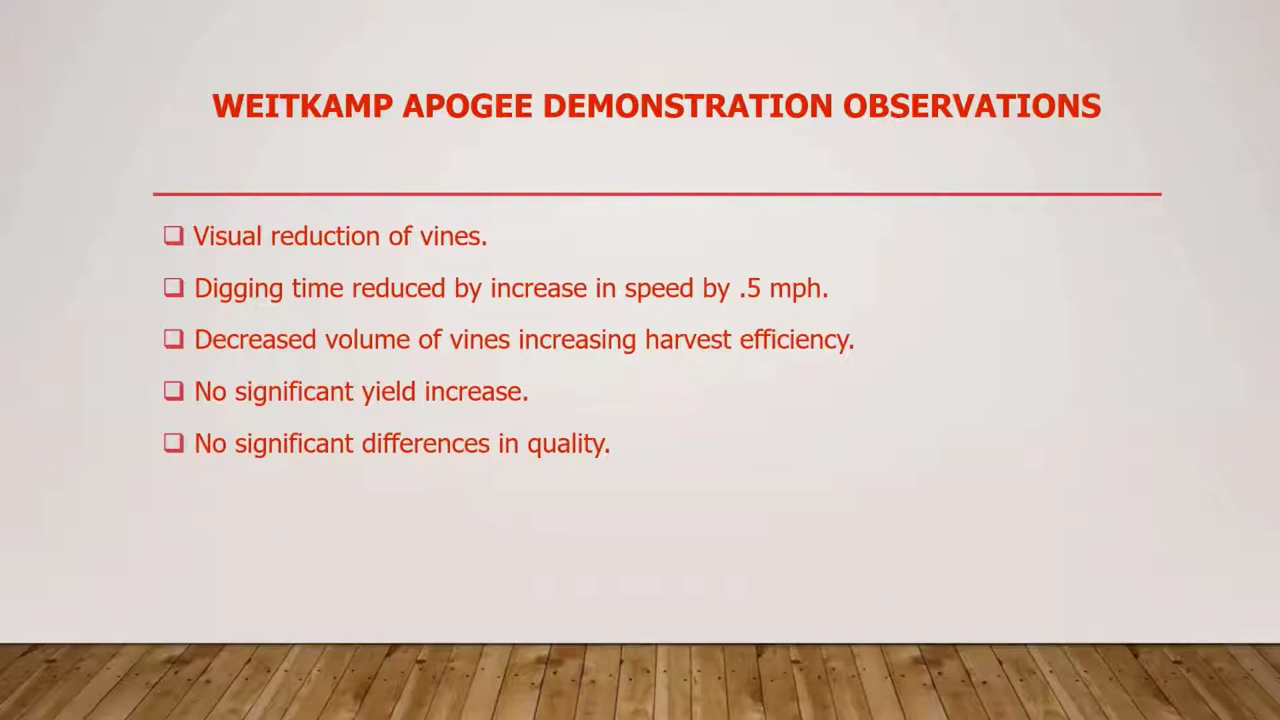 WEITKAMP APOGEE DEMONSTRATION OBSERVATIONS
Visual reduction of vines.
Digging time reduced by increase in speed by .5 mph.
Decreased volume of vines increasing harvest efficiency.
No significant yield increase.
No significant differences in quality.